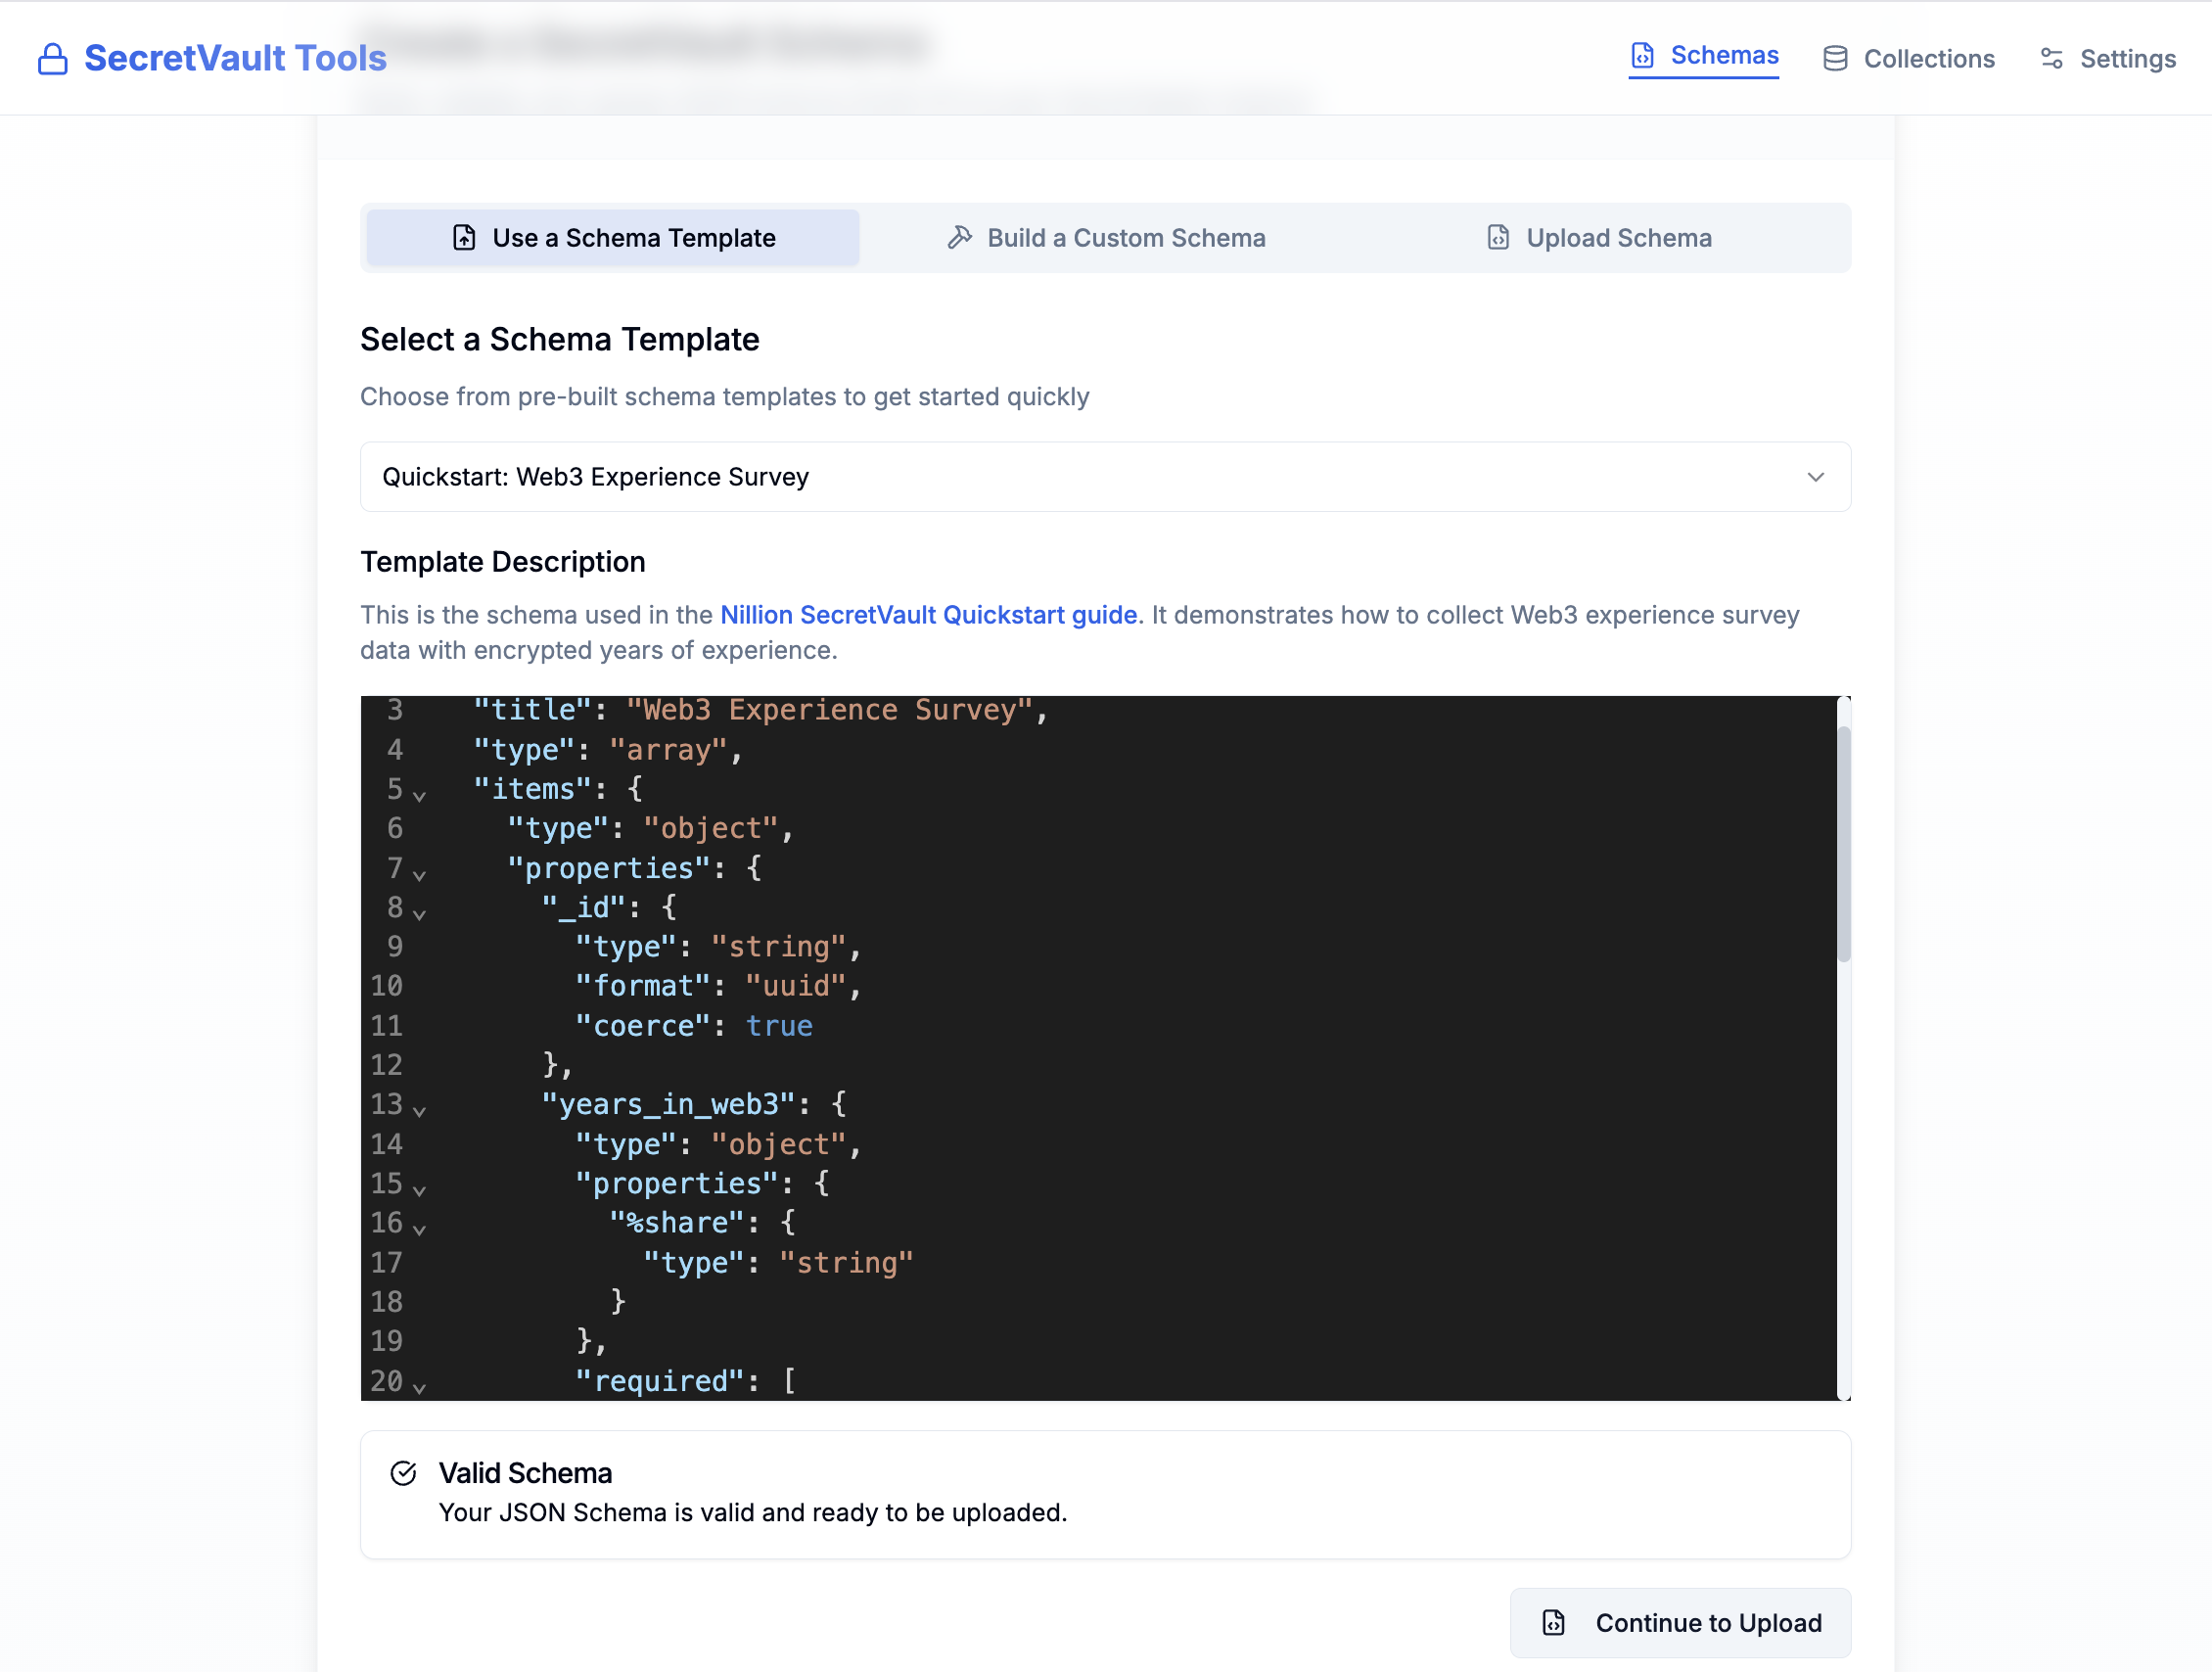 SecretVault Tools
Schemas
Collections
Settings
Use a Schema Template
Build a Custom Schema
Upload Schema
Select a Schema Template
Choose from pre-built schema templates to get started quickly
Quickstart: Web3 Experience Survey
Template Description
This is the schema used in the Nillion SecretVault Quickstart guide. It demonstrates how to collect Web3 experience survey
data with encrypted years of experience.
3 "title": "Web3 Experience Survey",
4 "type": "array",
5 "items": {
6 "type": "object",
7 "properties": {
8 "_id": {
9 "type": "string",
10 "format": "uuid",
11 "coerce": true
12 },
13 "years_in_web3": {
14 "type": "object",
15 "properties": {
16 "%share": {
17 "type": "string"
18 }
19 },
20 "required": [
Valid Schema
Your JSON Schema is valid and ready to be uploaded.
Continue to Upload